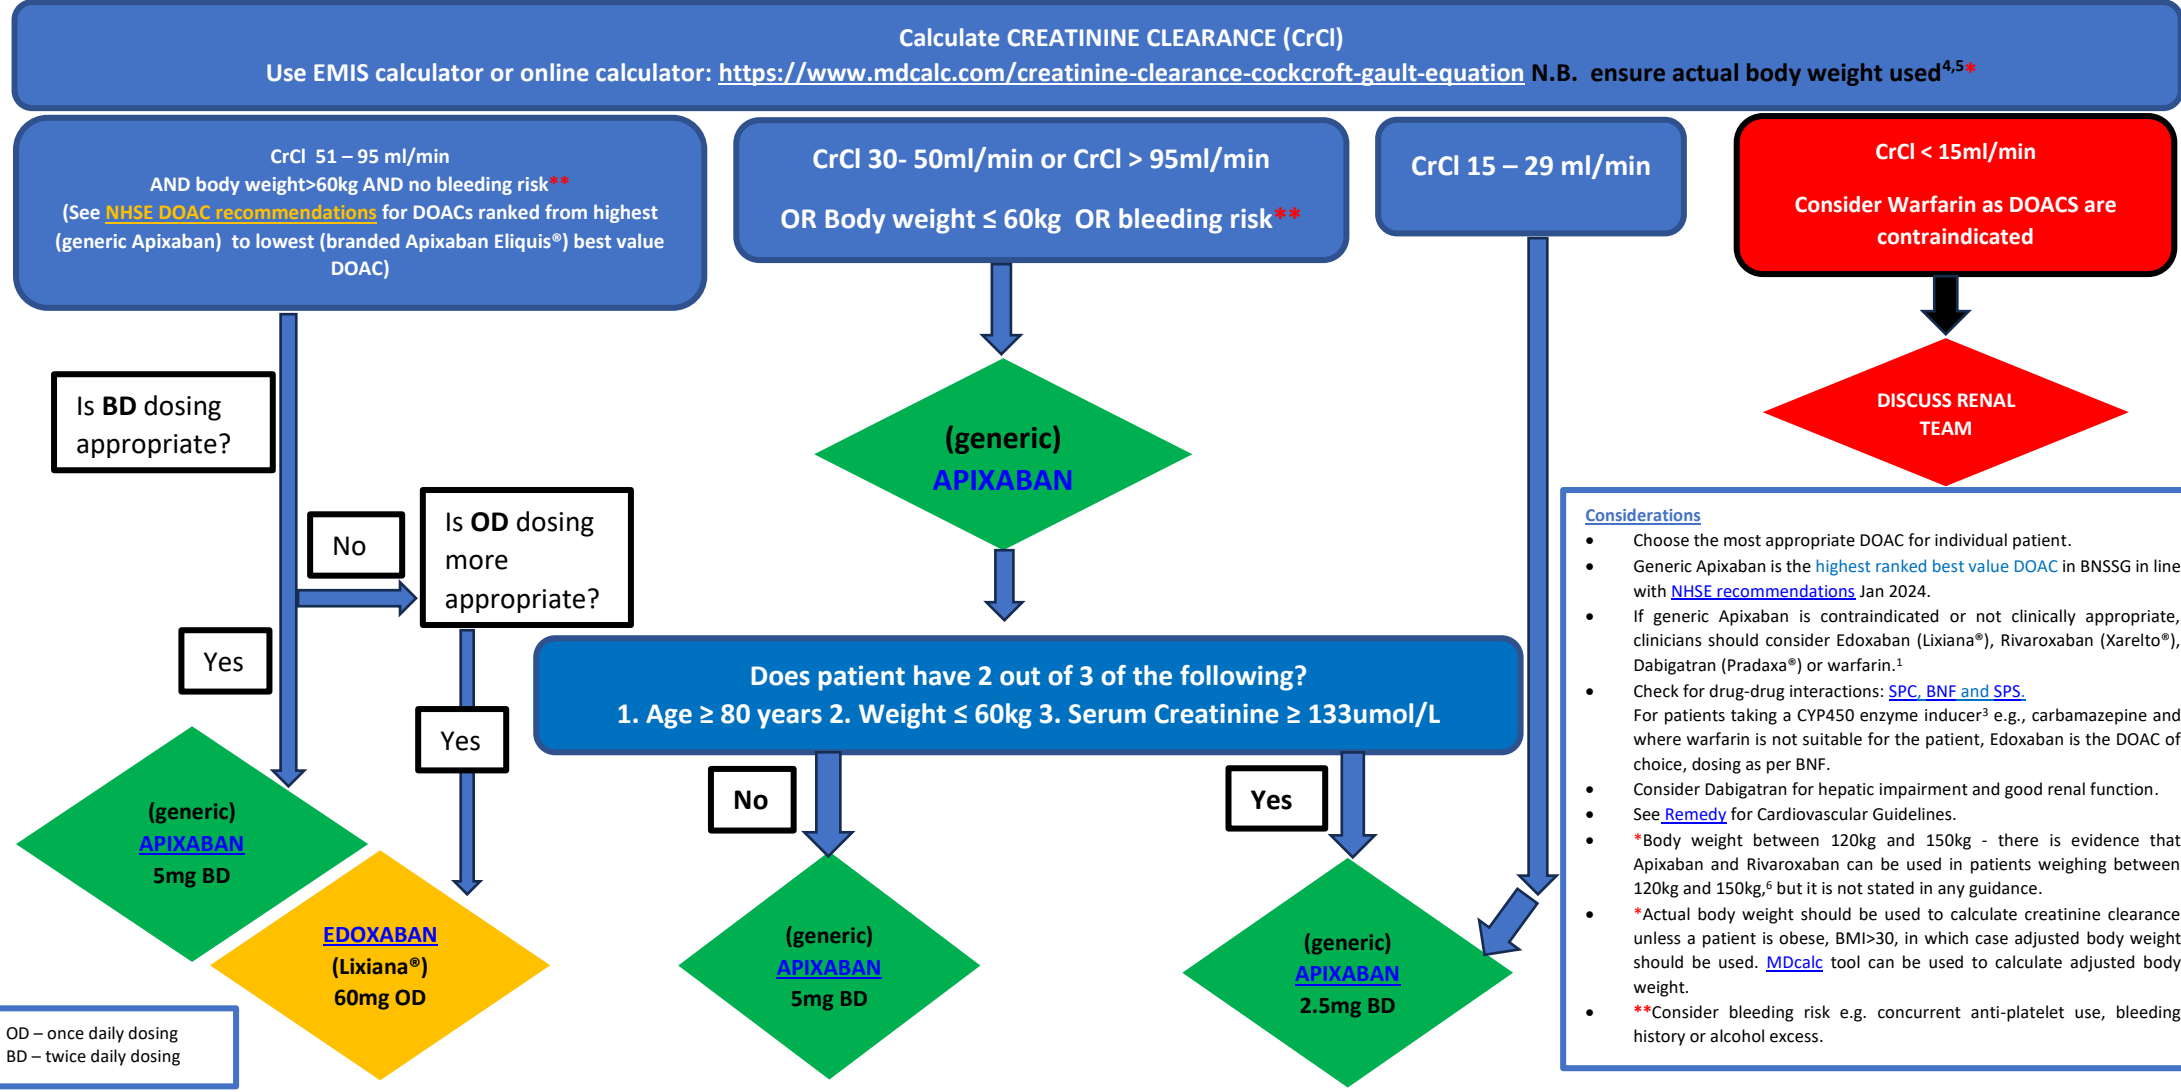 Calculate CREATININE CLEARANCE (CrCl)
Use EMIS calculator or online calculator: https://www.mdcalc.com/creatinine-clearance-cockcroft-gault-equation N.B. ensure actual body weight used4,5*
CrCl 51 – 95 ml/min
AND body weight>60kg AND no bleeding risk**
(See NHSE DOAC recommendations for DOACs ranked from highest
(generic Apixaban) to lowest (branded Apixaban Eliquis®) best value
DOAC)
CrCl 30- 50ml/min or CrCl > 95ml/min
OR Body weight ≤ 60kg OR bleeding risk**
CrCl 15 – 29 ml/min
CrCl < 15ml/min
Consider Warfarin as DOACS are
contraindicated
DISCUSS RENAL
TEAM
Is BD dosing
appropriate?
No
Is OD dosing
more
appropriate?
Yes
Yes
(generic)
APIXABAN
Does patient have 2 out of 3 of the following?
1. Age ≥ 80 years 2. Weight ≤ 60kg 3. Serum Creatinine ≥ 133umol/L
No
Yes
(generic)
APIXABAN
5mg BD
EDOXABAN
(Lixiana®)
60mg OD
(generic)
APIXABAN
5mg BD
(generic)
APIXABAN
2.5mg BD
Considerations
• Choose the most appropriate DOAC for individual patient.
• Generic Apixaban is the highest ranked best value DOAC in BNSSG in line
with NHSE recommendations Jan 2024.
• If generic Apixaban is contraindicated or not clinically appropriate,
clinicians should consider Edoxaban (Lixiana®), Rivaroxaban (Xarelto®),
Dabigatran (Pradaxa®) or warfarin.1
• Check for drug-drug interactions: SPC, BNF and SPS.
For patients taking a CYP450 enzyme inducer3 e.g., carbamazepine and
where warfarin is not suitable for the patient, Edoxaban is the DOAC of
choice, dosing as per BNF.
• Consider Dabigatran for hepatic impairment and good renal function.
• See Remedy for Cardiovascular Guidelines.
• *Body weight between 120kg and 150kg - there is evidence that
Apixaban and Rivaroxaban can be used in patients weighing between
120kg and 150kg,6 but it is not stated in any guidance.
• *Actual body weight should be used to calculate creatinine clearance
unless a patient is obese, BMI>30, in which case adjusted body weight
should be used. MDcalc tool can be used to calculate adjusted body
weight.
• **Consider bleeding risk e.g. concurrent anti-platelet use, bleeding
history or alcohol excess.
OD – once daily dosing
BD – twice daily dosing